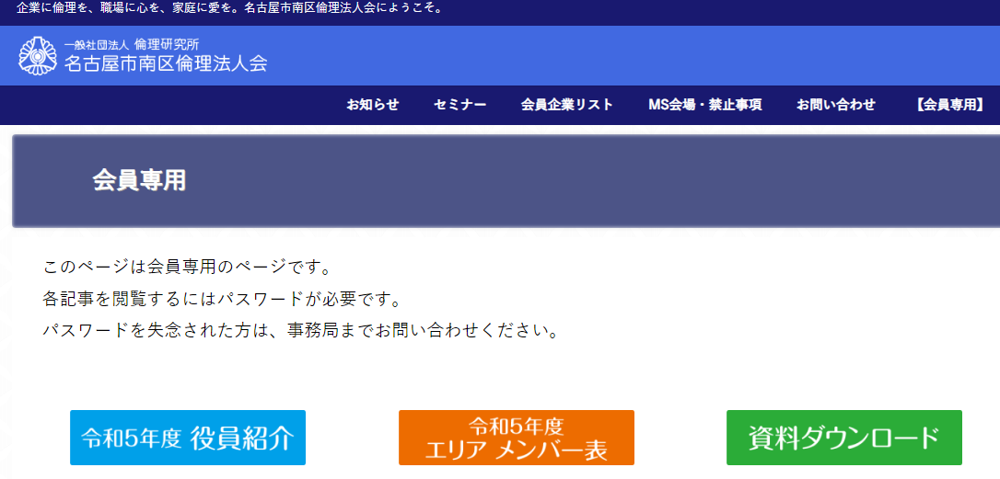 企業に倫理を、職場に心を、家庭に愛を。名古屋市南区倫理法人会にようこそ。
一般社団法人 倫理研究所
名古屋市南区倫理法人会
お知らせ セミナー 会員企業リスト MS会場・禁止事項 お問い合わせ 【会員専用】
会員専用
このページは会員専用のページです。
各記事を閲覧するにはパスワードが必要です。
パスワードを失念された方は、事務局までお問い合わせください。
令和5年度 役員紹介
令和5年度
エリア メンバー表
資料ダウンロード